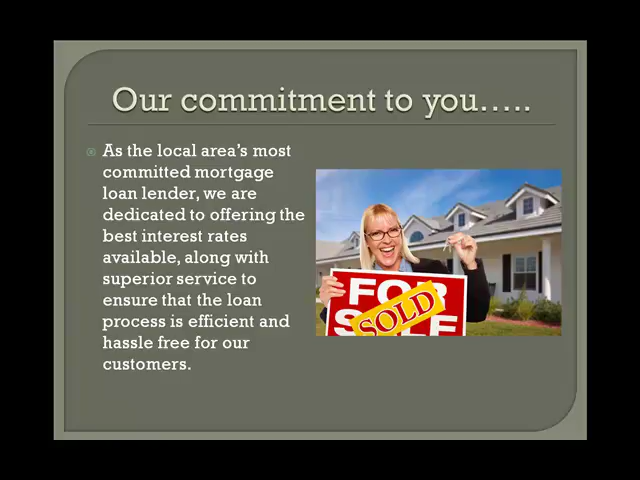 Our commitment to you…..
As the local area's most
committed mortgage
loan lender, we are
dedicated to offering the
best interest rates
available, along with
superior service to
ensure that the loan
process is efficient and
hassle free for our
customers.
FOR
SALE
SOLD